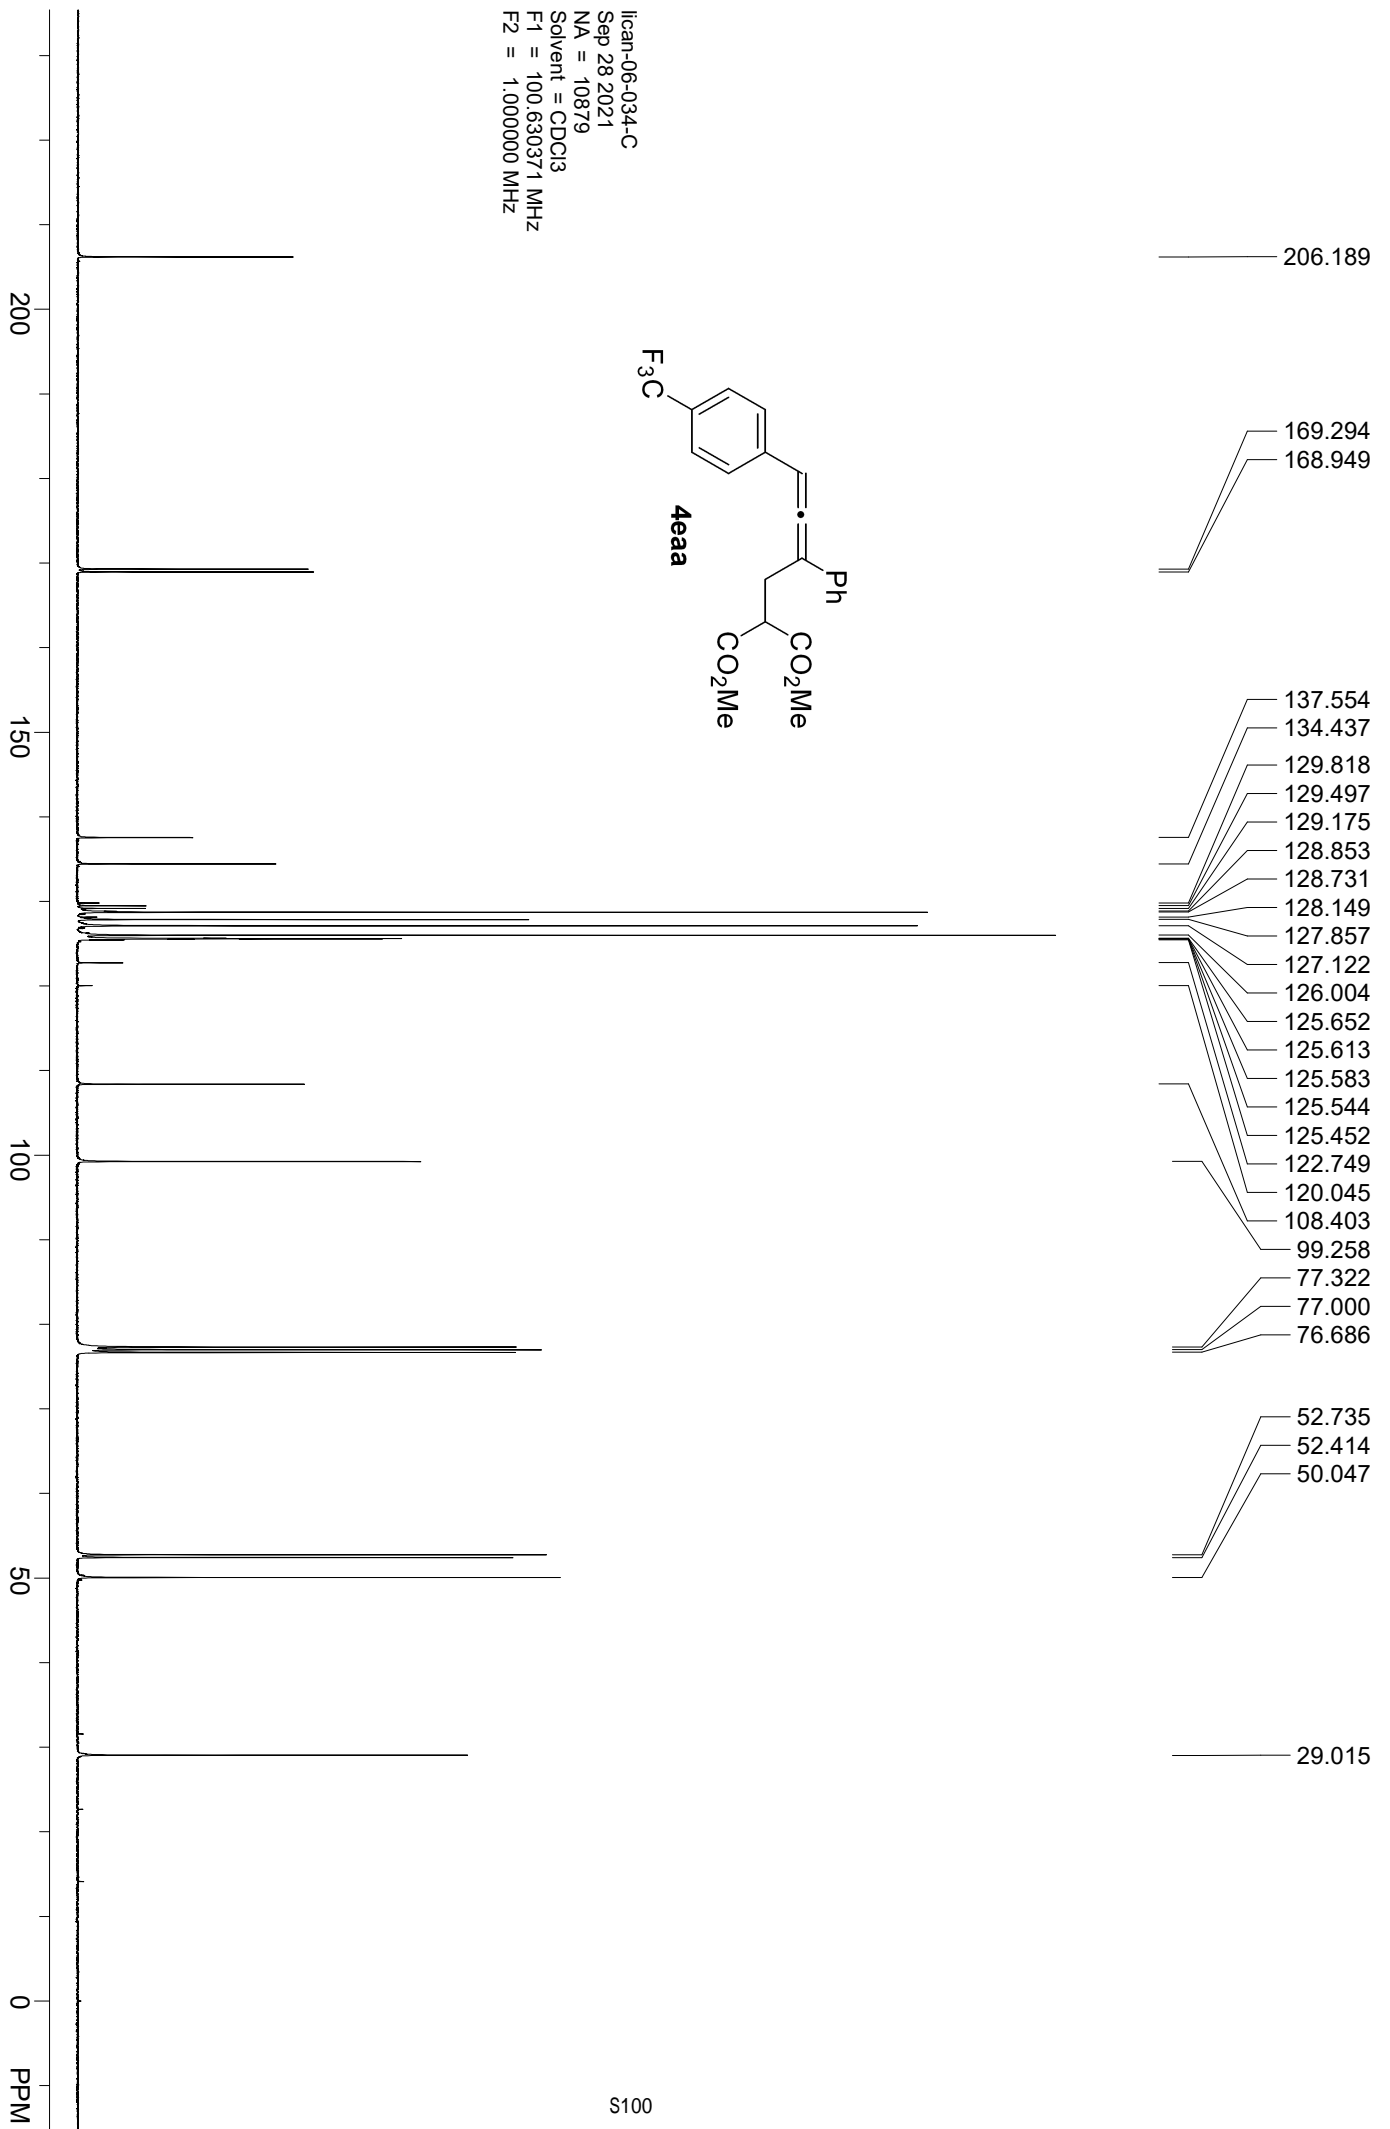 lican-06-034-C
Sep 28 2021
NA = 10879
Solvent = CDCl3
F1 = 100.630371 MHz
F2 = 1.000000 MHz
206.189
169.294
168.949
137.554
134.437
129.818
129.497
129.175
128.853
128.731
128.149
127.857
127.122
126.004
125.652
125.613
125.583
125.544
125.452
122.749
120.045
108.403
99.258
77.322
77.000
76.686
52.735
52.414
50.047
29.015
F3C
Ph
CO2Me
CO2Me
4eaa
200
150
100
50
0
PPM
S100